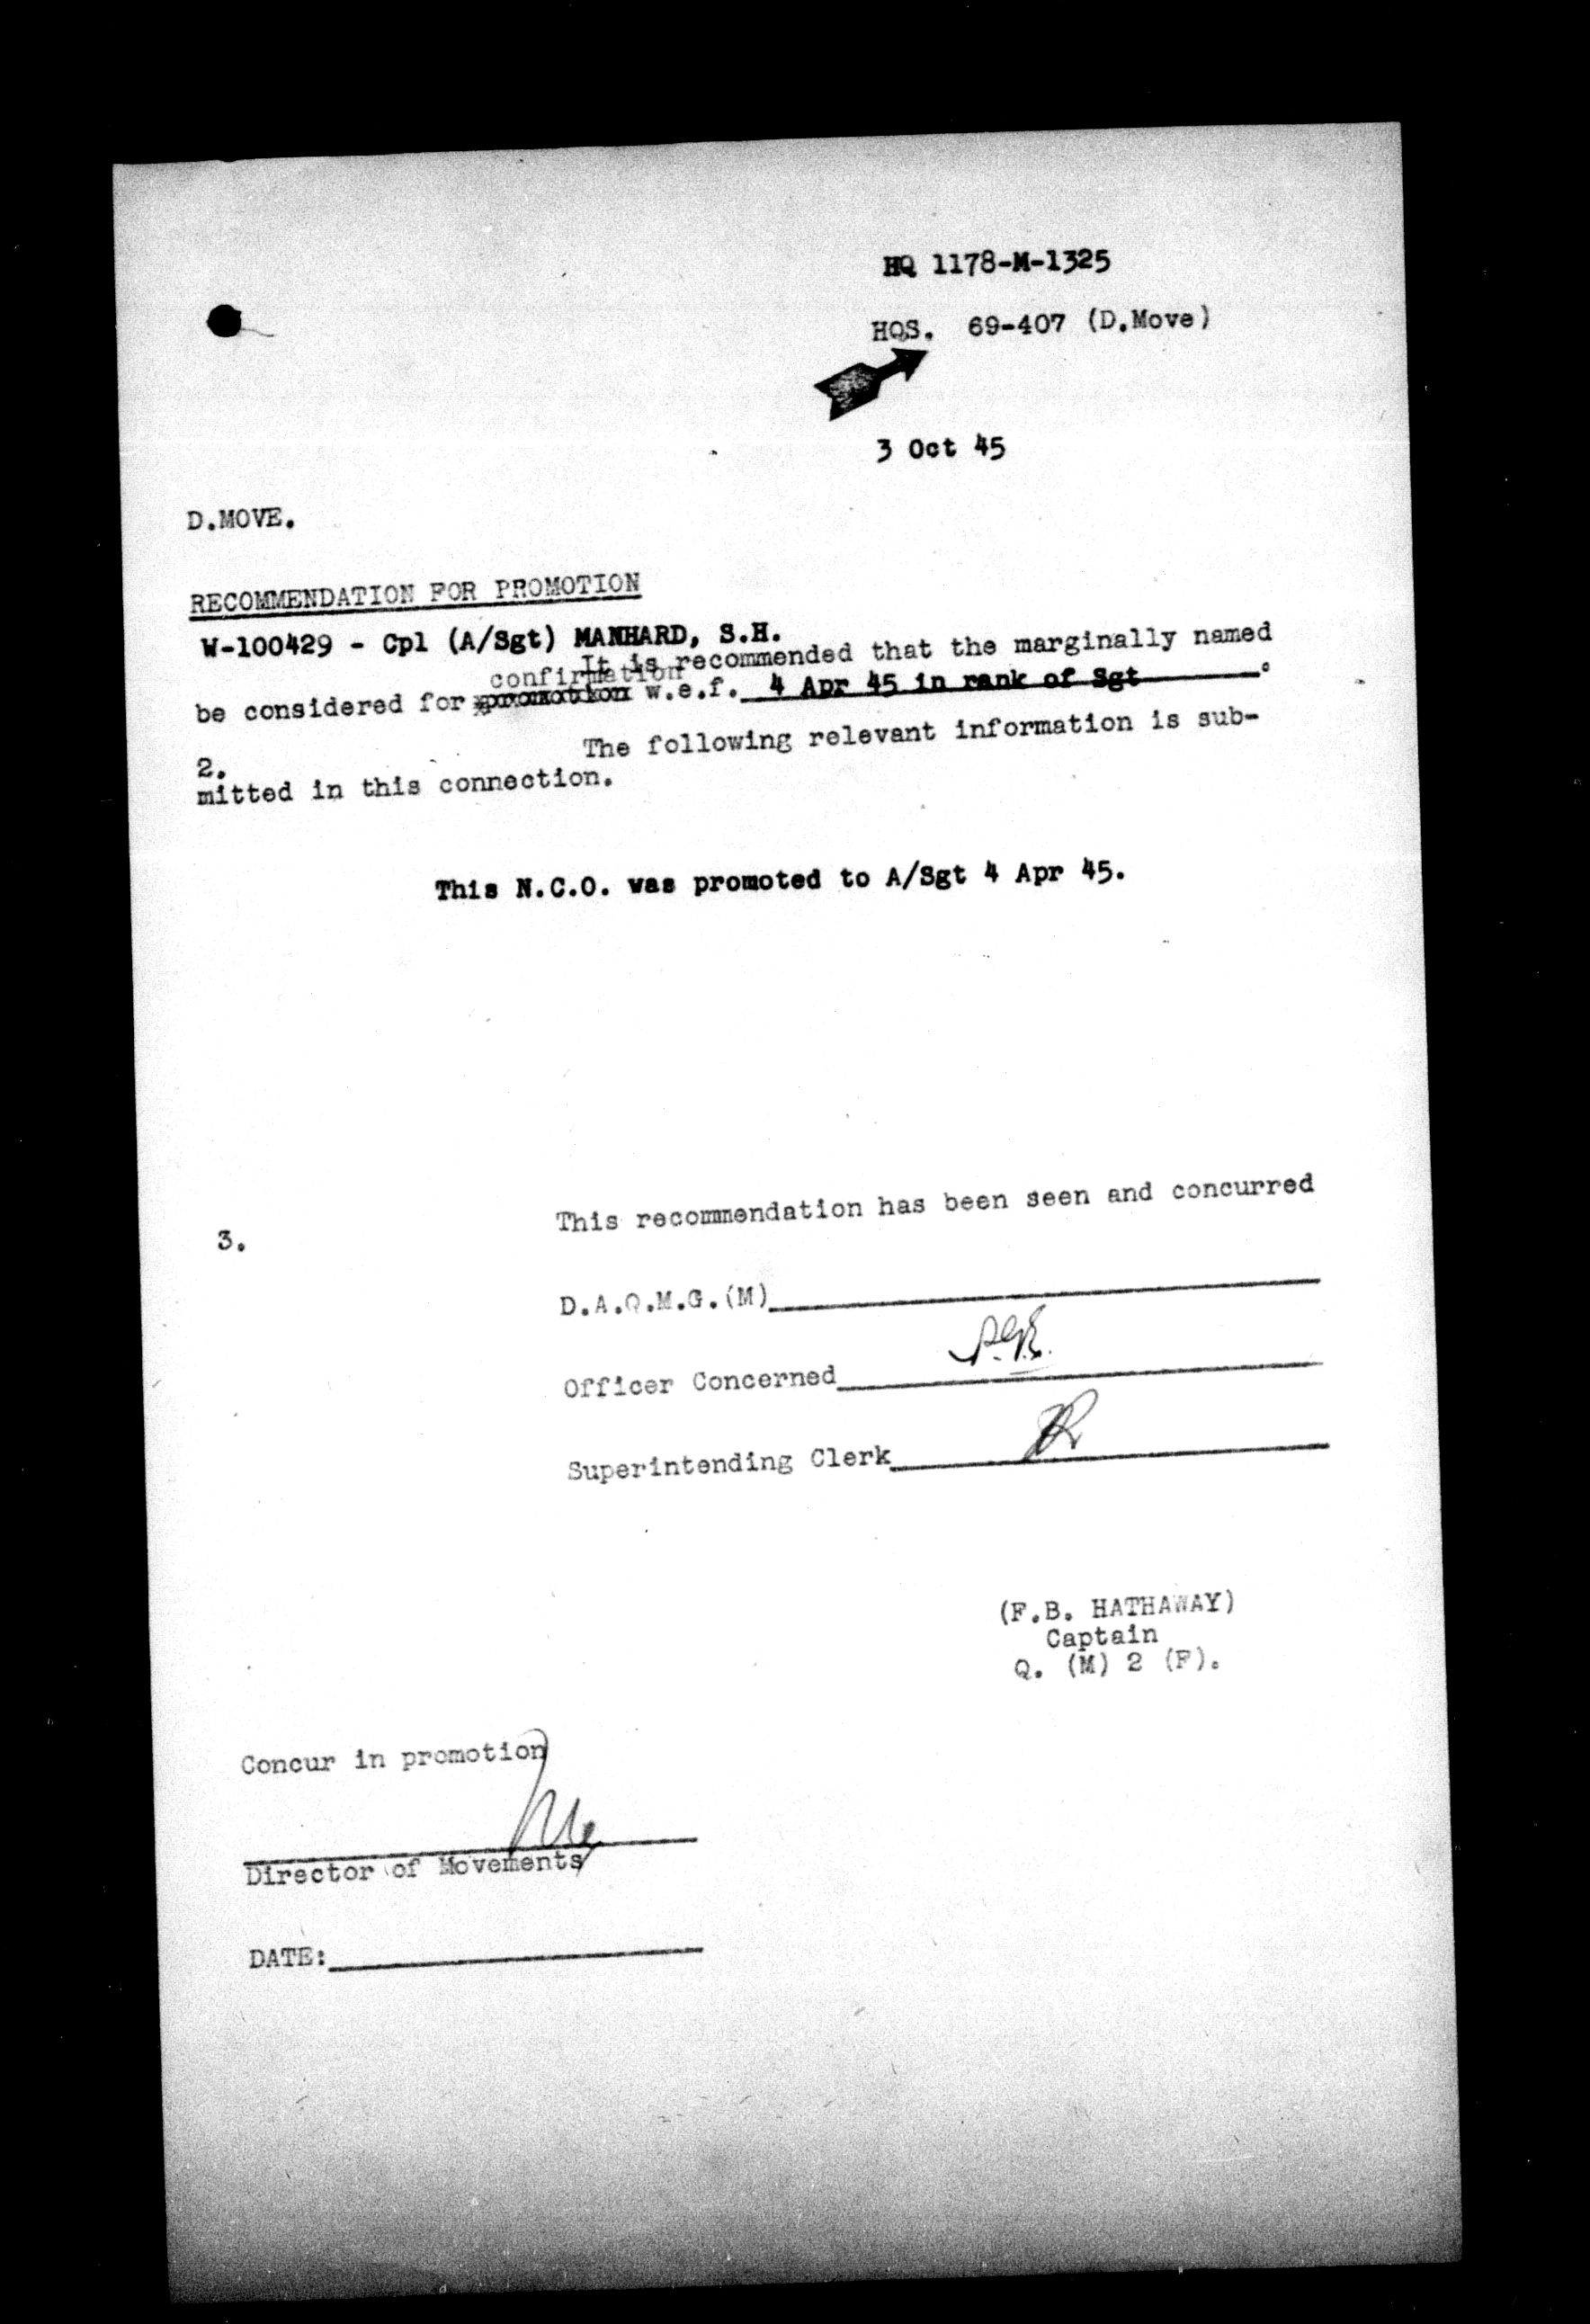 HQ 1178-M-1325
HQS. 69-407 (D.Move)
3 Oct 45
D.MOVE.
RECOMMENDATION FOR PROMOTION
W-100429 - Cpl (A/Sgt) MANHARD, S.H.
It is recommended that the marginally named
confirmation
be considered for promotion w.e.f. 4 Apr 45 in rank of Sgt.
2. The following relevant information is sub-
mitted in this connection.
This N.C.O. was promoted to A/Sgt 4 Apr 45.
3. This recommendation has been seen and concurred
D.A.Q.M.G.(M)
Officer Concerned
Superintending Clerk
(F.B. HATHAWAY)
Captain
Q. (M) 2 (F).
Concur in promotion
Director of Movements
DATE: